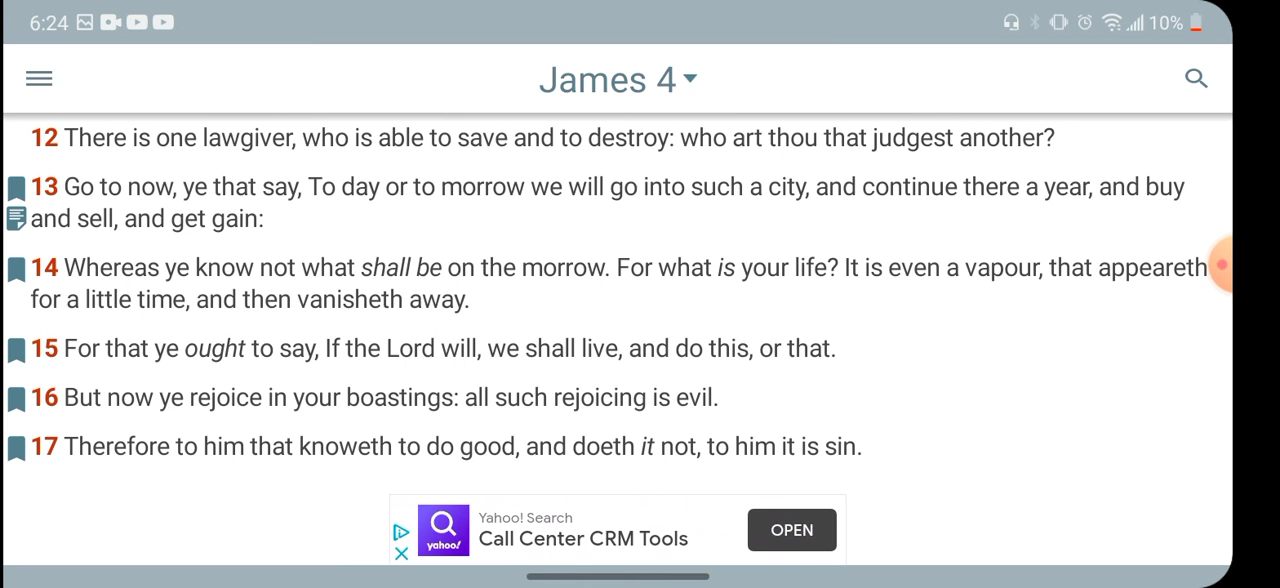 6:24 10%
James 4
12 There is one lawgiver, who is able to save and to destroy: who art thou that judgest another?
13 Go to now, ye that say, To day or to morrow we will go into such a city, and continue there a year, and buy
and sell, and get gain:
14 Whereas ye know not what shall be on the morrow. For what is your life? It is even a vapour, that appeareth
for a little time, and then vanisheth away.
15 For that ye ought to say, If the Lord will, we shall live, and do this, or that.
16 But now ye rejoice in your boastings: all such rejoicing is evil.
17 Therefore to him that knoweth to do good, and doeth it not, to him it is sin.
Yahoo! Search
Call Center CRM Tools
yahoo!
OPEN